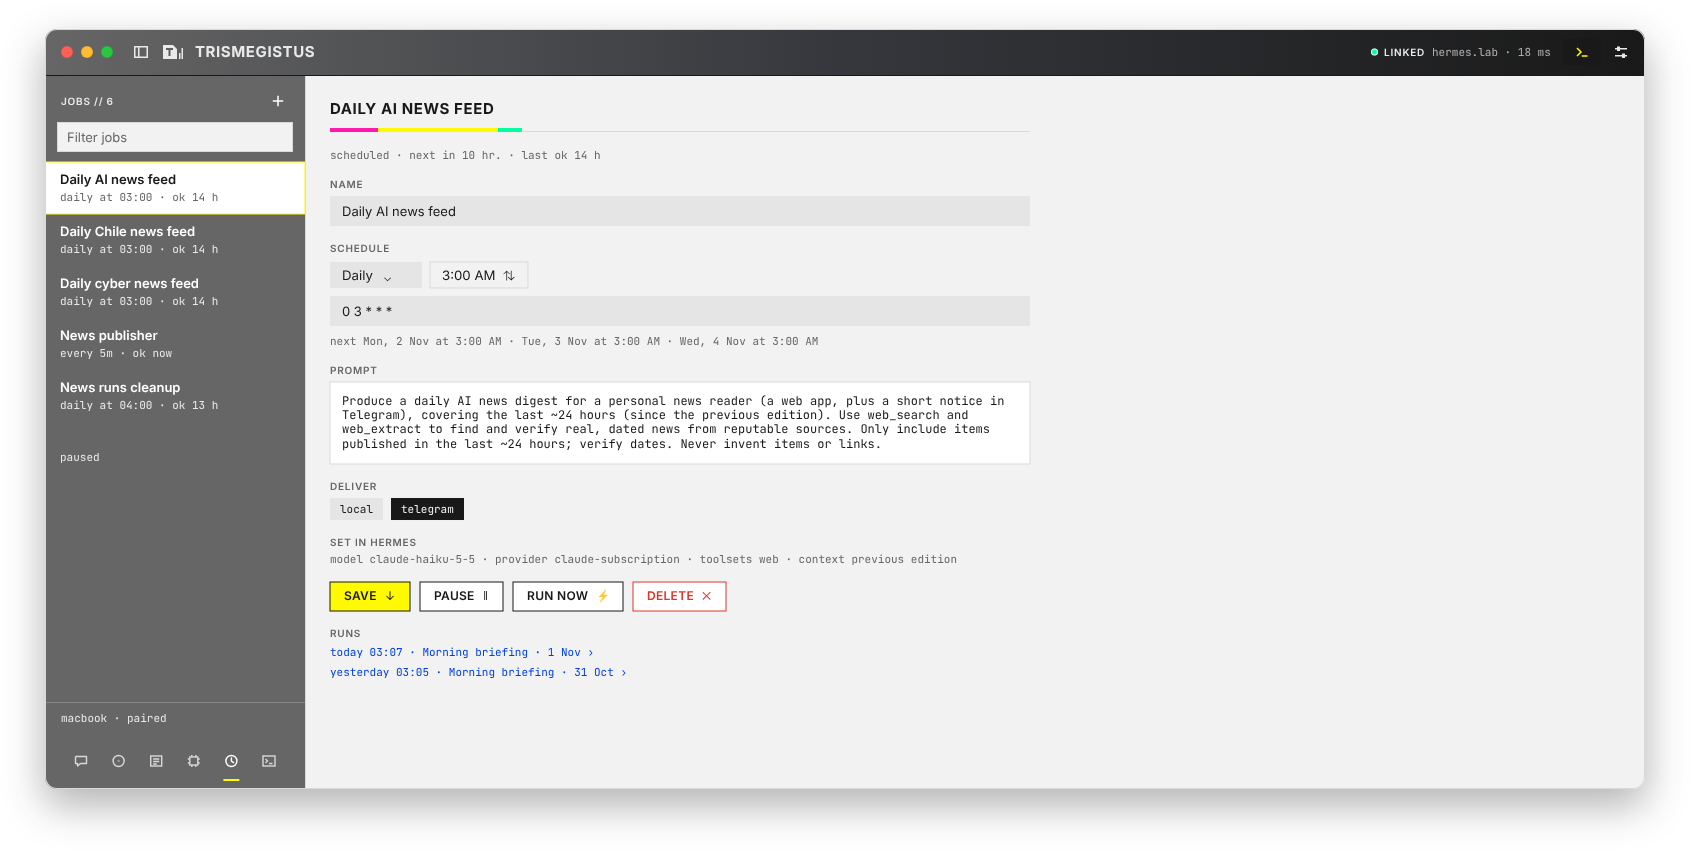 TRISMEGISTUS
LINKED hermes.lab · 18 ms
JOBS // 6
Filter jobs
Daily AI news feed
daily at 03:00 · ok 14 h
Daily Chile news feed
daily at 03:00 · ok 14 h
Daily cyber news feed
daily at 03:00 · ok 14 h
News publisher
every 5m · ok now
News runs cleanup
daily at 04:00 · ok 13 h
paused
macbook · paired
DAILY AI NEWS FEED
scheduled · next in 10 hr. · last ok 14 h
NAME
Daily AI news feed
SCHEDULE
Daily 3:00 AM
0 3 * * *
next Mon, 2 Nov at 3:00 AM · Tue, 3 Nov at 3:00 AM · Wed, 4 Nov at 3:00 AM
PROMPT
Produce a daily AI news digest for a personal news reader (a web app, plus a short notice in
Telegram), covering the last ~24 hours (since the previous edition). Use web_search and
web_extract to find and verify real, dated news from reputable sources. Only include items
published in the last ~24 hours; verify dates. Never invent items or links.
DELIVER
local telegram
SET IN HERMES
model claude-haiku-5-5 · provider claude-subscription · toolsets web · context previous edition
SAVE ↓ PAUSE RUN NOW ⚡ DELETE ×
RUNS
today 03:07 · Morning briefing · 1 Nov ›
yesterday 03:05 · Morning briefing · 31 Oct ›